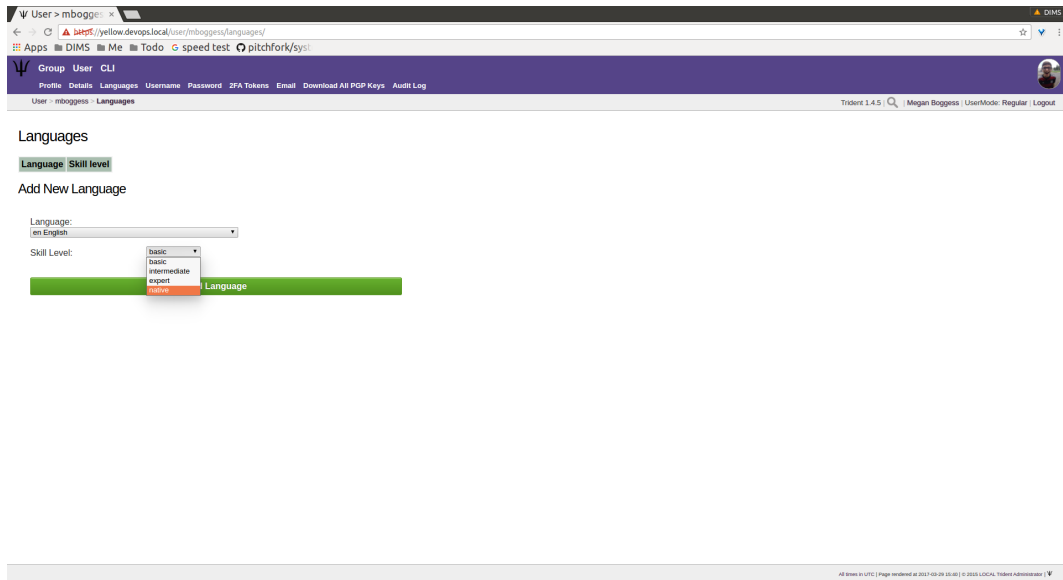 Ψ User > mbogges ×
DIMS
https://yellow.devops.local/user/mboggess/languages/
Apps DIMS Me Todo G speed test pitchfork/syst
Group User CLI
Profile Details Languages Username Password 2FA Tokens Email Download All PGP Keys Audit Log
User > mboggess > Languages
Trident 1.4.5 | | Megan Boggess | UserMode: Regular | Logout
Languages
Language Skill level
Add New Language
Language:
en English
Skill Level:
basic
basic
intermediate
expert
native
Language
All times in UTC | Page rendered at 2017-03-29 15:40 | © 2015 LOCAL Trident Administrator | Ψ